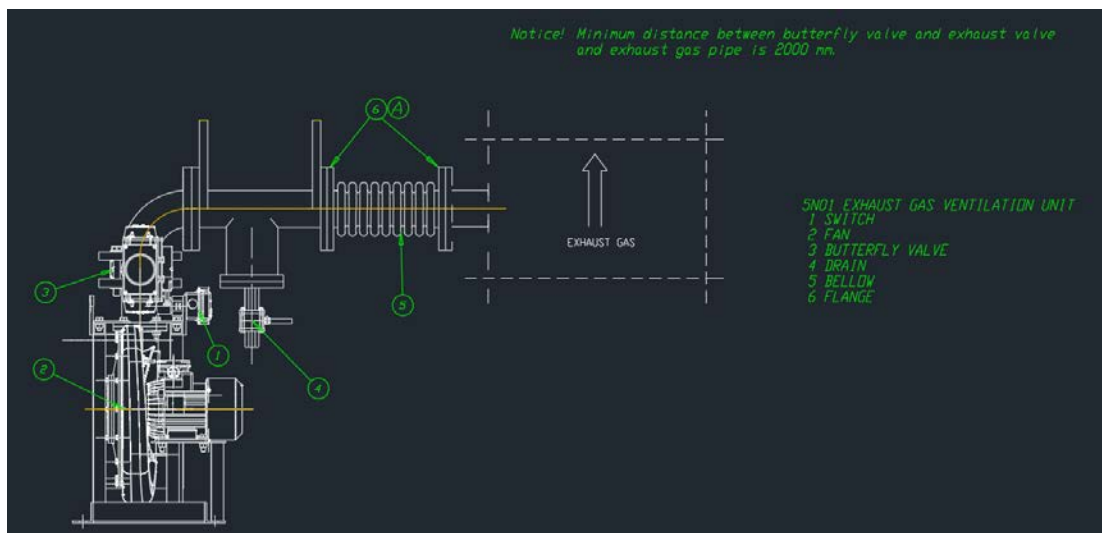 Notice! Minimum distance between butterfly valve and exhaust valve
and exhaust gas pipe is 2000 mm.
6 A
EXHAUST GAS
5N01 EXHAUST GAS VENTILATION UNIT
1 SWITCH
2 FAN
3 BUTTERFLY VALVE
4 DRAIN
5 BELLOW
6 FLANGE
3
5
1
2
4